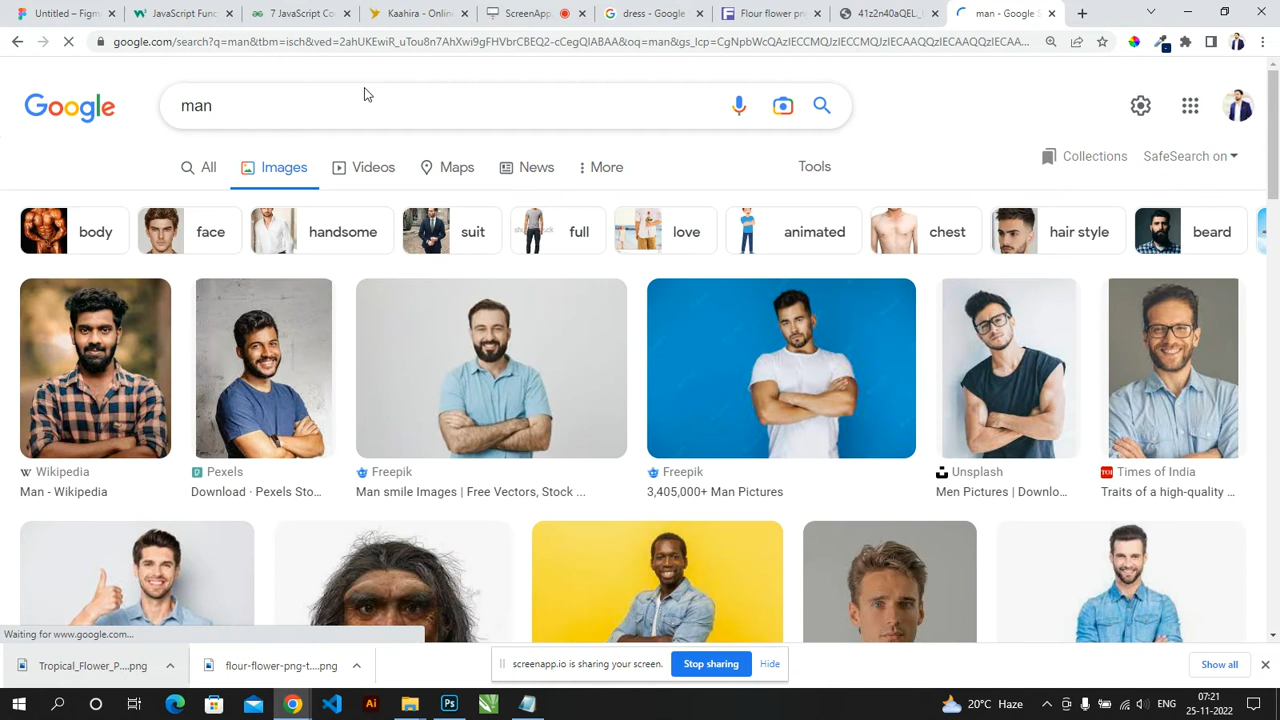 Untitled – Figm
JavaScript Func
7 JavaScript Co
Kaahira - Onlin
ScreenApp.
dress - Google
Flour flower pn
41z2n40aQEL._
man - Google S
google.com/search?q=man&tbm=isch&ved=2ahUKEwiR_uTou8n7AhXwi9gFHVbrCBEQ2-cCegQIABAA&oq=man&gs_lcp=CgNpbWcQAzIECCMQJzIECCMQJzIECAAQQzIECAAQQzIECAAQQzIECAAQQ...
Google
man
All
Images
Videos
Maps
News
More
Tools
Collections
SafeSearch on
body
face
handsome
suit
full
love
animated
chest
hair style
beard
Wikipedia
Man - Wikipedia
Pexels
Download · Pexels Sto...
Freepik
Man smile Images | Free Vectors, Stock ...
Freepik
3,405,000+ Man Pictures
Unsplash
Men Pictures | Downlo...
TOI
Times of India
Traits of a high-quality ...
Waiting for www.google.com...
Tropical_Flower_P....png
flour-flower-png-t....png
screenapp.io is sharing your screen.
Stop sharing
Hide
Show all
20°C Haze
ENG
07:21
25-11-2022